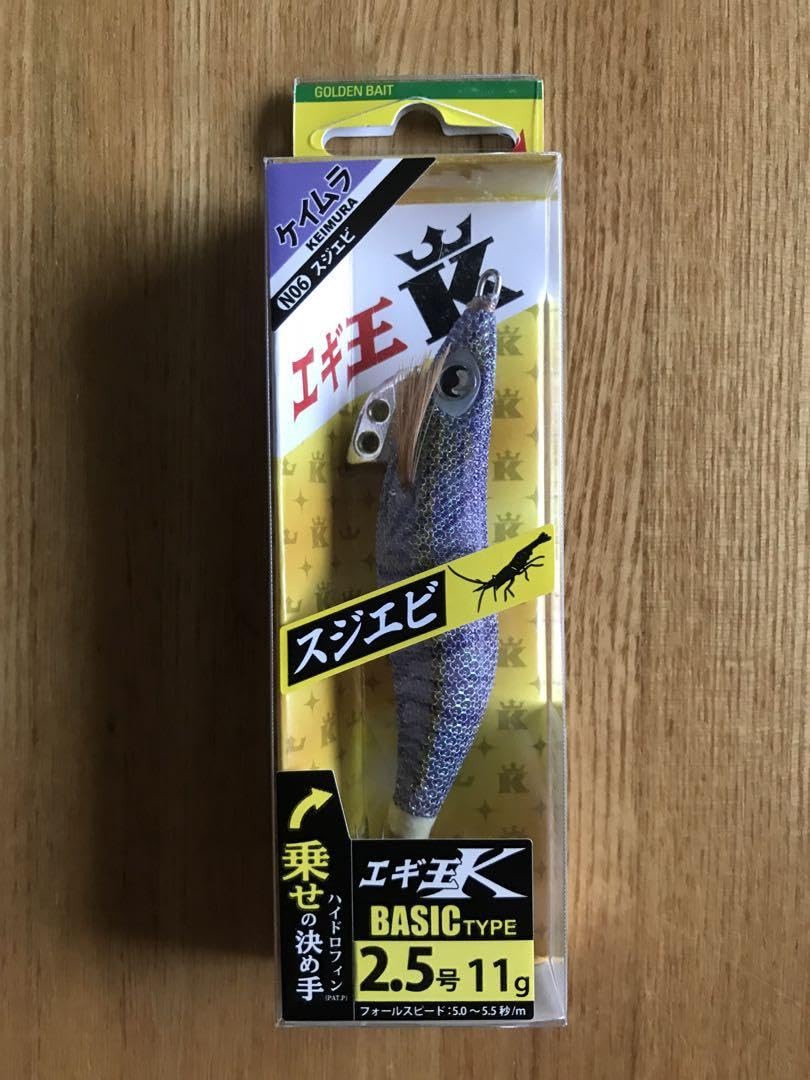 GOLDEN BAIT
ケイムラ
KEIMURA
N06 スジエビ
エギ王 K
スジエビ
乗せの決め手
ハイドロフィン
(PAT.P)
エギ王K
BASIC TYPE
2.5号 11g
フォールスピード:5.0〜5.5秒/m